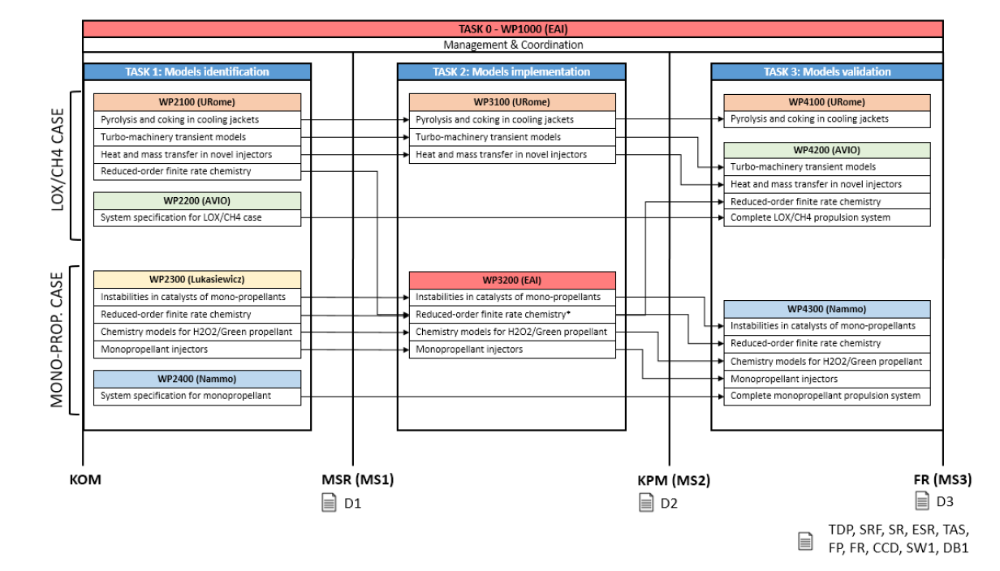 TASK 0 - WP1000 (EAI)
Management & Coordination
TASK 1: Models identification
TASK 2: Models implementation
TASK 3: Models validation
LOX/CH4 CASE
WP2100 (URome)
Pyrolysis and coking in cooling jackets
Turbo-machinery transient models
Heat and mass transfer in novel injectors
Reduced-order finite rate chemistry
WP2200 (AVIO)
System specification for LOX/CH4 case
MONO-PROP. CASE
WP2300 (Lukasiewicz)
Instabilities in catalysts of mono-propellants
Reduced-order finite rate chemistry
Chemistry models for H2O2/Green propellant
Monopropellant injectors
WP2400 (Nammo)
System specification for monopropellant
WP3100 (URome)
Pyrolysis and coking in cooling jackets
Turbo-machinery transient models
Heat and mass transfer in novel injectors
WP3200 (EAI)
Instabilities in catalysts of mono-propellants
Reduced-order finite rate chemistry*
Chemistry models for H2O2/Green propellant
Monopropellant injectors
WP4100 (URome)
Pyrolysis and coking in cooling jackets
WP4200 (AVIO)
Turbo-machinery transient models
Heat and mass transfer in novel injectors
Reduced-order finite rate chemistry
Complete LOX/CH4 propulsion system
WP4300 (Nammo)
Instabilities in catalysts of mono-propellants
Reduced-order finite rate chemistry
Chemistry models for H2O2/Green propellant
Monopropellant injectors
Complete monopropellant propulsion system
KOM
MSR (MS1)
D1
KPM (MS2)
D2
FR (MS3)
D3
TDP, SRF, SR, ESR, TAS,
FP, FR, CCD, SW1, DB1